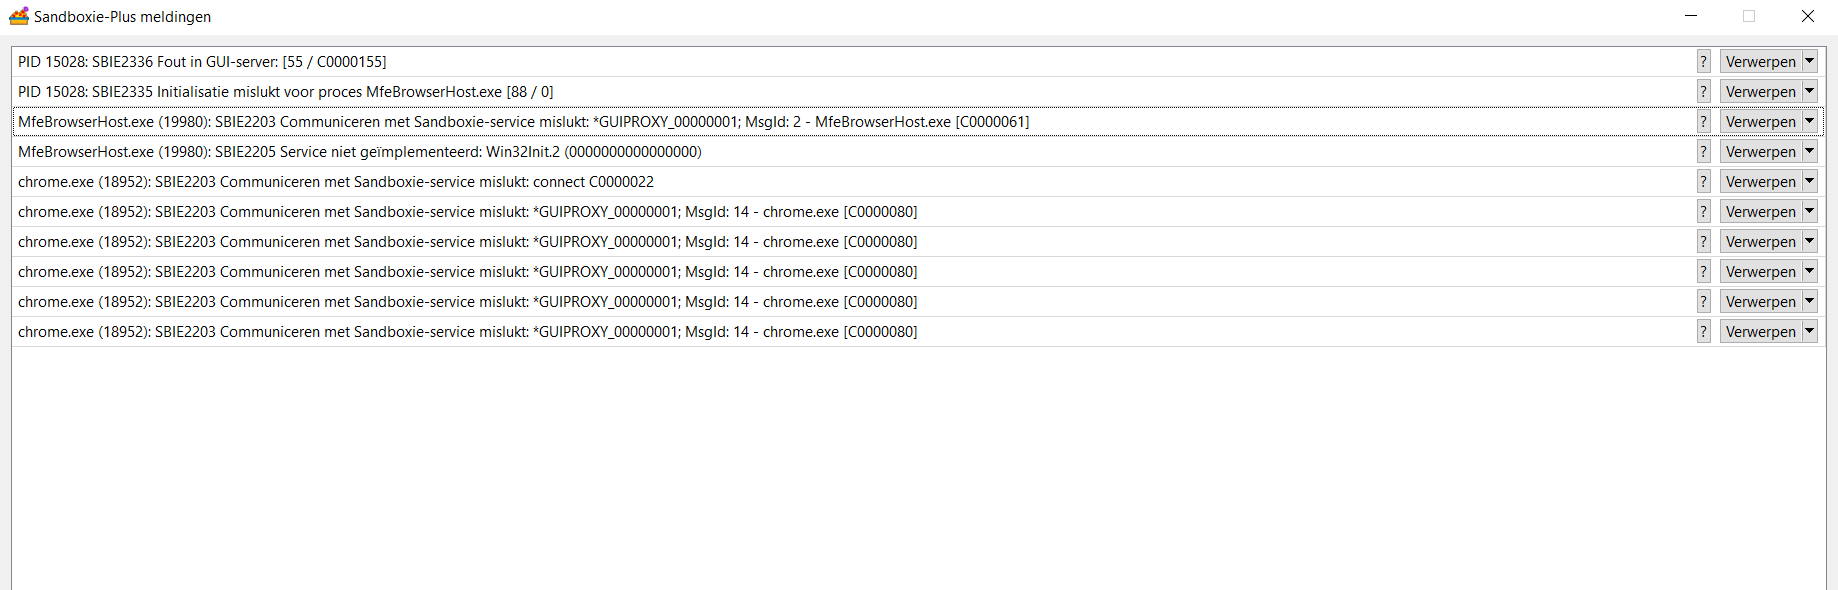 Sandboxie-Plus meldingen
PID 15028: SBIE2336 Fout in GUI-server: [55 / C0000155] ? Verwerpen
PID 15028: SBIE2335 Initialisatie mislukt voor proces MfeBrowserHost.exe [88 / 0] ? Verwerpen
MfeBrowserHost.exe (19980): SBIE2203 Communiceren met Sandboxie-service mislukt: *GUIPROXY_00000001; MsgId: 2 - MfeBrowserHost.exe [C0000061] ? Verwerpen
MfeBrowserHost.exe (19980): SBIE2205 Service niet geïmplementeerd: Win32Init.2 (0000000000000000) ? Verwerpen
chrome.exe (18952): SBIE2203 Communiceren met Sandboxie-service mislukt: connect C0000022 ? Verwerpen
chrome.exe (18952): SBIE2203 Communiceren met Sandboxie-service mislukt: *GUIPROXY_00000001; MsgId: 14 - chrome.exe [C0000080] ? Verwerpen
chrome.exe (18952): SBIE2203 Communiceren met Sandboxie-service mislukt: *GUIPROXY_00000001; MsgId: 14 - chrome.exe [C0000080] ? Verwerpen
chrome.exe (18952): SBIE2203 Communiceren met Sandboxie-service mislukt: *GUIPROXY_00000001; MsgId: 14 - chrome.exe [C0000080] ? Verwerpen
chrome.exe (18952): SBIE2203 Communiceren met Sandboxie-service mislukt: *GUIPROXY_00000001; MsgId: 14 - chrome.exe [C0000080] ? Verwerpen
chrome.exe (18952): SBIE2203 Communiceren met Sandboxie-service mislukt: *GUIPROXY_00000001; MsgId: 14 - chrome.exe [C0000080] ? Verwerpen